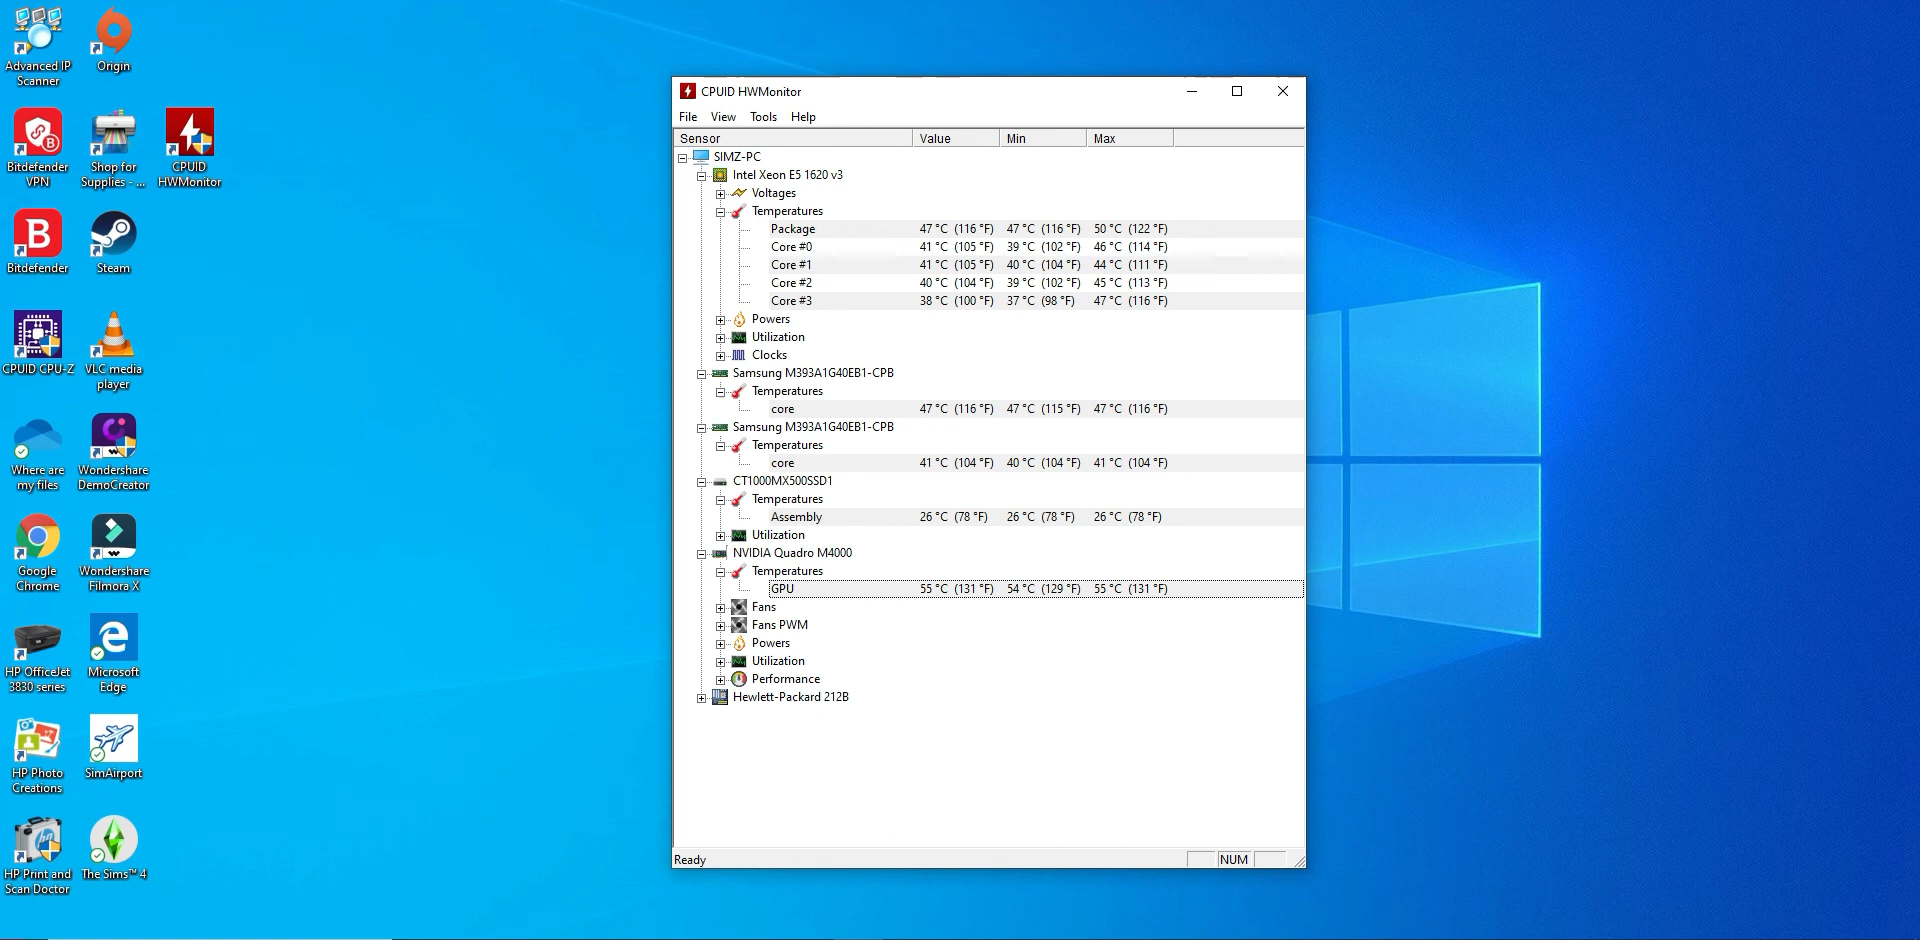 Advanced IP
Scanner
Origin
Bitdefender
VPN
Shop for
Supplies - ...
CPUID
HWMonitor
Bitdefender
Steam
CPUID CPU-Z
VLC media
player
Where are
my files
Wondershare
DemoCreator
Google
Chrome
Wondershare
Filmora X
HP OfficeJet
3830 series
Microsoft
Edge
HP Photo
Creations
SimAirport
HP Print and
Scan Doctor
The Sims™ 4
CPUID HWMonitor
File View Tools Help
Sensor Value Min Max
SIMZ-PC
Intel Xeon E5 1620 v3
Voltages
Temperatures
Package 47 °C (116 °F) 47 °C (116 °F) 50 °C (122 °F)
Core #0 41 °C (105 °F) 39 °C (102 °F) 46 °C (114 °F)
Core #1 41 °C (105 °F) 40 °C (104 °F) 44 °C (111 °F)
Core #2 40 °C (104 °F) 39 °C (102 °F) 45 °C (113 °F)
Core #3 38 °C (100 °F) 37 °C (98 °F) 47 °C (116 °F)
Powers
Utilization
Clocks
Samsung M393A1G40EB1-CPB
Temperatures
core 47 °C (116 °F) 47 °C (115 °F) 47 °C (116 °F)
Samsung M393A1G40EB1-CPB
Temperatures
core 41 °C (104 °F) 40 °C (104 °F) 41 °C (104 °F)
CT1000MX500SSD1
Temperatures
Assembly 26 °C (78 °F) 26 °C (78 °F) 26 °C (78 °F)
Utilization
NVIDIA Quadro M4000
Temperatures
GPU 55 °C (131 °F) 54 °C (129 °F) 55 °C (131 °F)
Fans
Fans PWM
Powers
Utilization
Performance
Hewlett-Packard 212B
Ready NUM